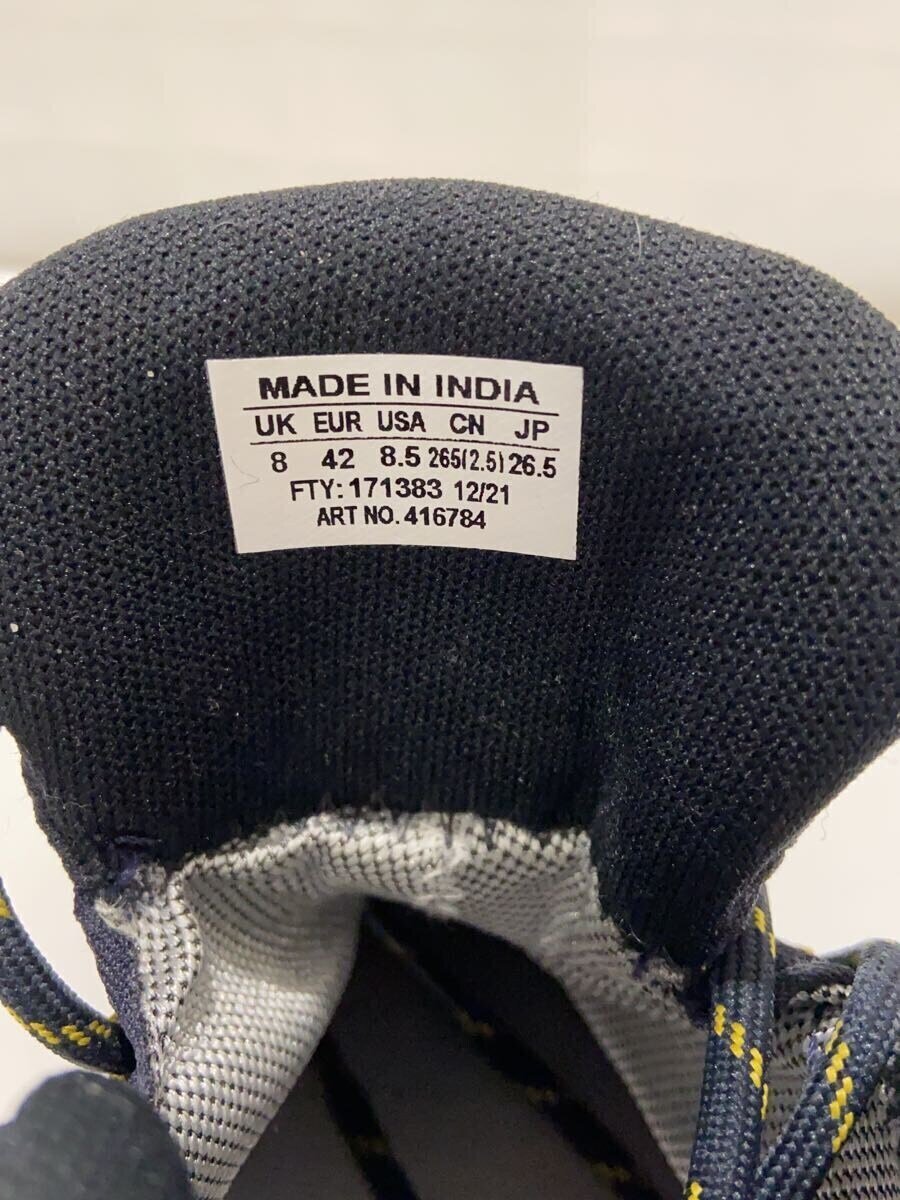 MADE IN INDIA
UK EUR USA CN JP
8 42 8.5 265(2.5) 26.5
FTY: 171383 12/21
ART NO. 416784